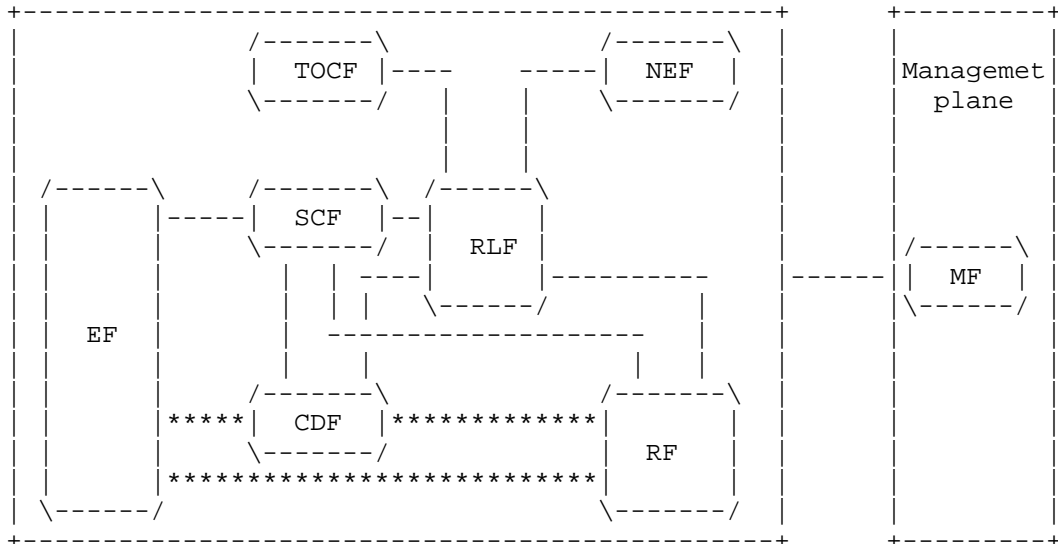 TOCF NEF Managemet
plane
SCF
RLF
MF
EF
CDF
RF